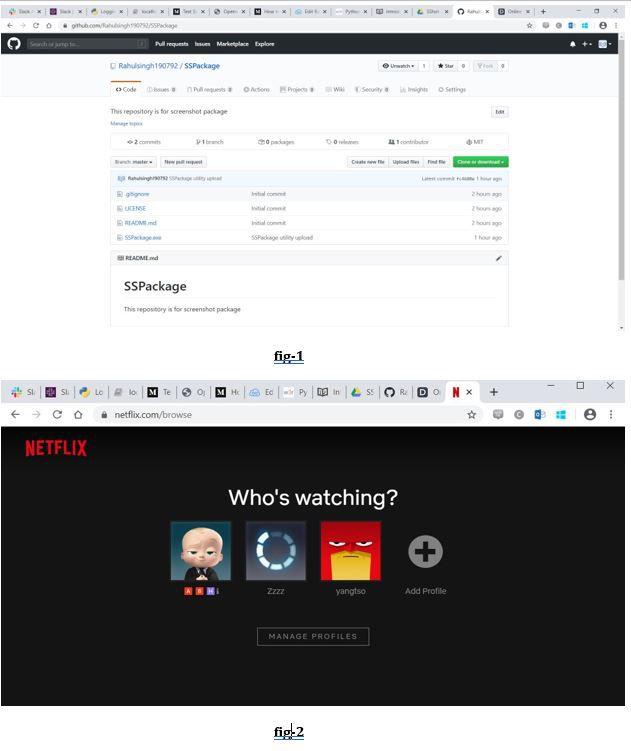 Slack | Slack | Loggin localh Text S Openi How t Edit R Python Introd SShot Rahul Online
github.com/Rahulsingh190792/SSPackage
Search or jump to... / Pull requests Issues Marketplace Explore
Rahulsingh190792 / SSPackage Unwatch 1 Star 0 Fork 0
Code Issues 0 Pull requests 0 Actions Projects 0 Wiki Security 0 Insights Settings
This repository is for screenshot package Edit
Manage topics
2 commits 1 branch 0 packages 0 releases 1 contributor MIT
Branch: master New pull request Create new file Upload files Find file Clone or download
Rahulsingh190792 SSPackage utility upload Latest commit 1 hour ago
.gitignore Initial commit 2 hours ago
LICENSE Initial commit 2 hours ago
README.md Initial commit 2 hours ago
SSPackage.exe SSPackage utility upload 1 hour ago
README.md
SSPackage
This repository is for screenshot package
fig-1
Sl Sl Lo loc Te Op Ho Ed w3r Py In SS Ra O N
netflix.com/browse
NETFLIX
Who's watching?
A S H i Zzzz yangtso Add Profile
MANAGE PROFILES
fig-2